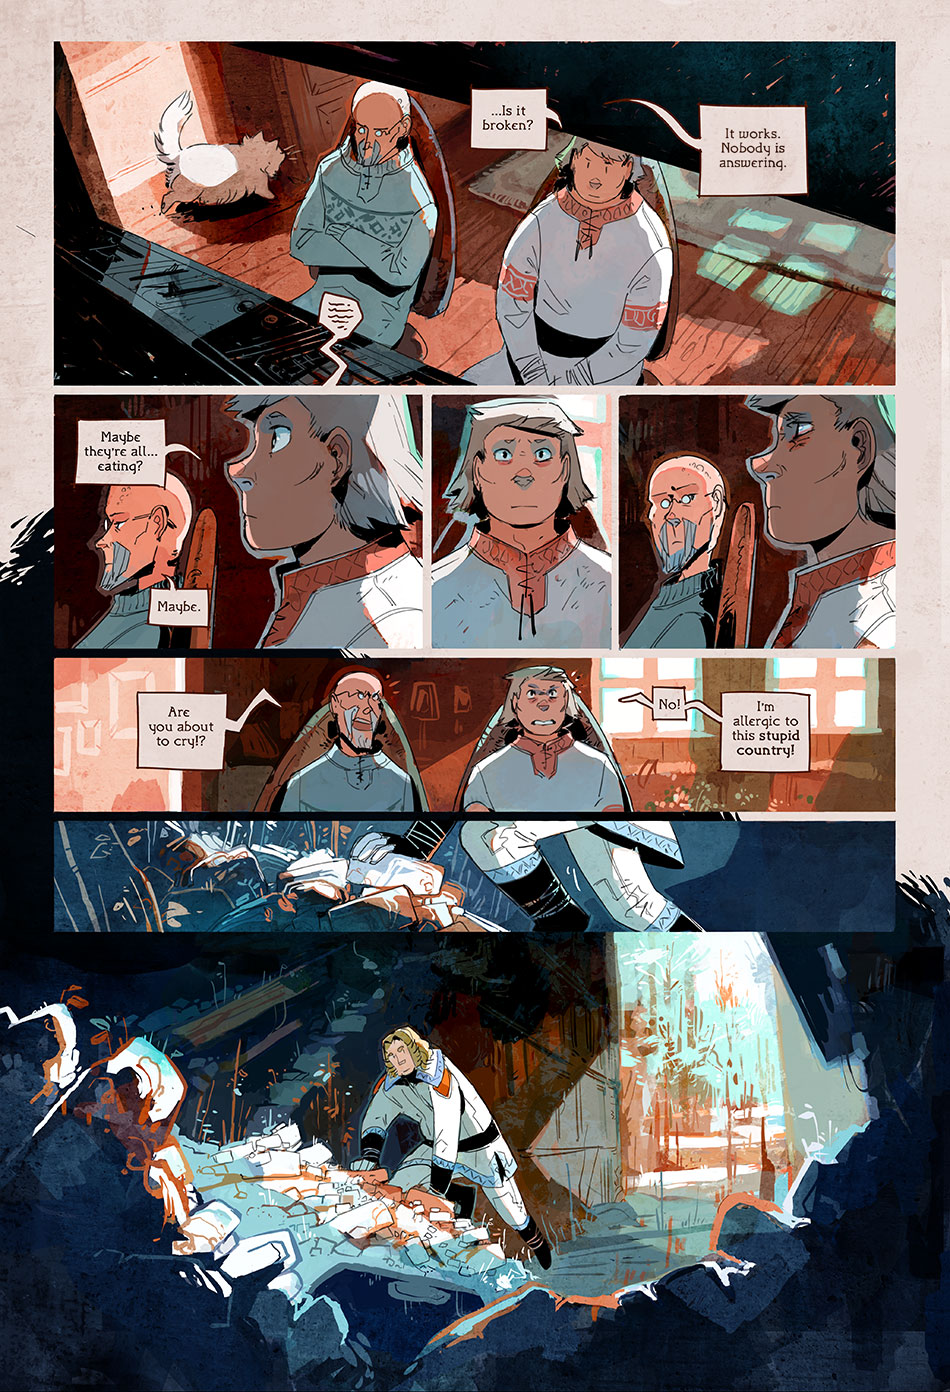 ...Is it
broken?
It works.
Nobody is
answering.
Maybe
they're all...
eating?
Maybe.
Are
you about
to cry!?
No!
I'm
allergic to
this stupid
country!